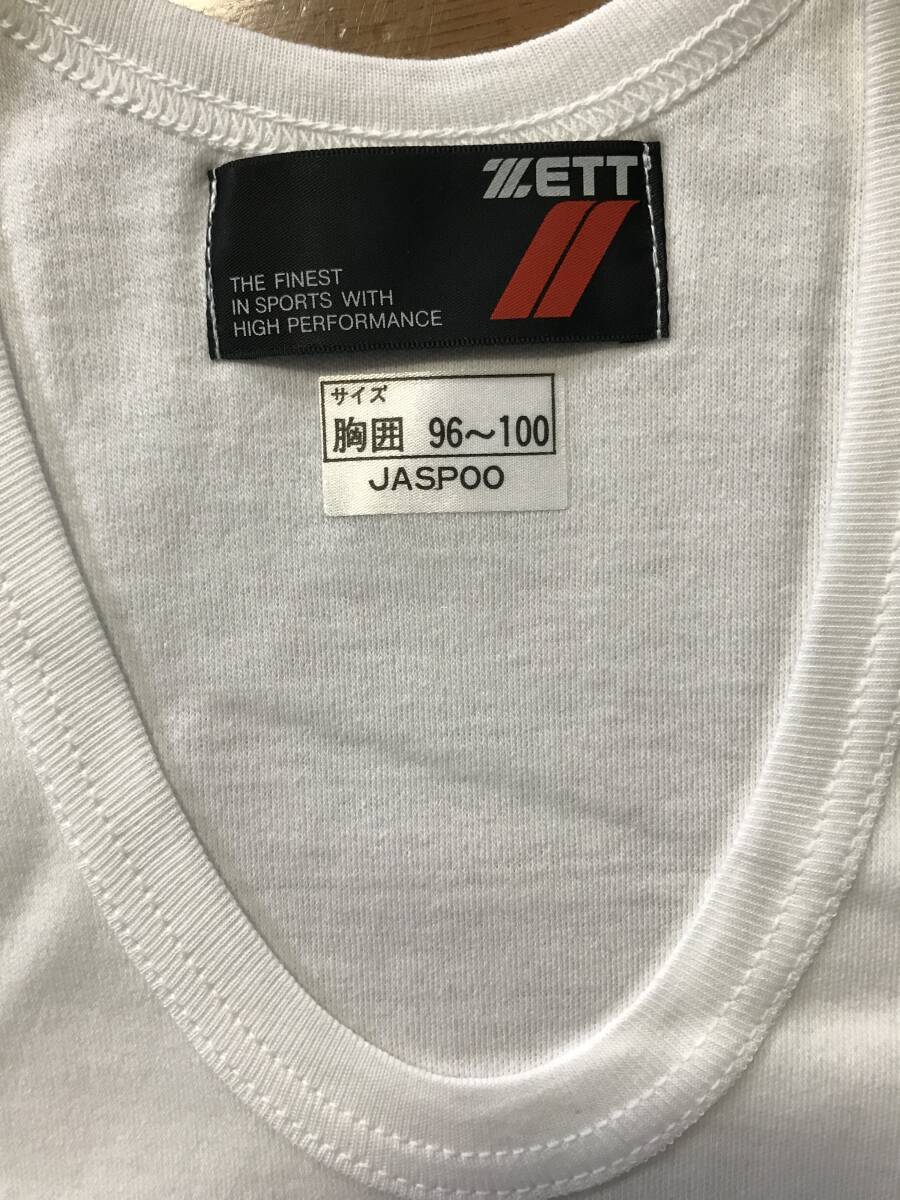 ZETT
THE FINEST
IN SPORTS WITH
HIGH PERFORMANCE
サイズ
胸囲 96～100
JASPOO